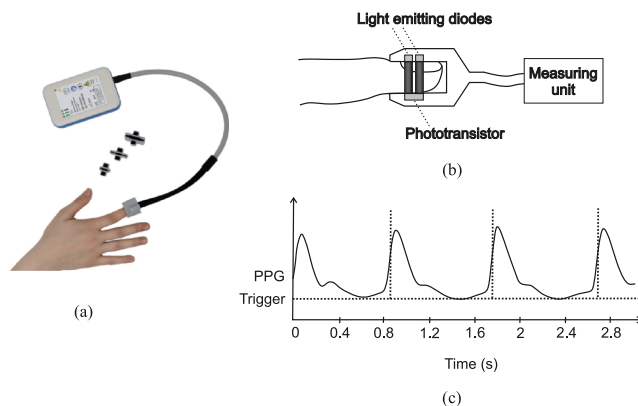 Light emitting diodes
Measuring
unit
Phototransistor
(b)
(a)
PPG
Trigger
0 0.4 0.8 1.2 1.6 2 2.4 2.8
Time (s)
(c)